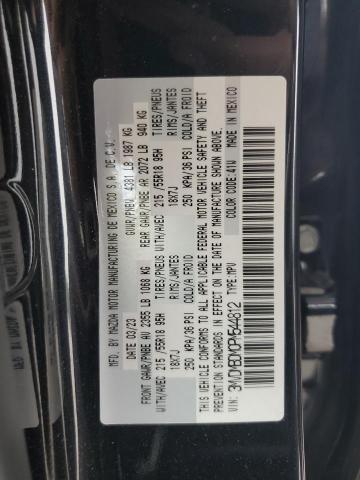 MFD. BY MAZDA MOTOR MANUFACTURING DE MEXICO S.A. DE C.V.
DATE: 03/23 GVWR/PNBV: 4381 LB 1987 KG
FRONT GAWR/PNBE AV 2355 LB 1068 KG REAR GAWR/PNBE AR 2072 LB 940 KG
WITH/AVEC 215 /55R18 95H TIRES/PNEUS WITH/AVEC 215 /55R18 95H TIRES/PNEUS
18X7J RIMS/JANTES 18X7J RIMS/JANTES
250 KPA/36 PSI COLD/A FROID 250 KPA/36 PSI COLD/A FROID
THIS VEHICLE CONFORMS TO ALL APPLICABLE FEDERAL MOTOR VEHICLE SAFETY AND THEFT
PREVENTION STANDARDS IN EFFECT ON THE DATE OF MANUFACTURE SHOWN ABOVE.
VIN: TYPE: MPV COLOR CODE: 41W MADE IN MEXICO